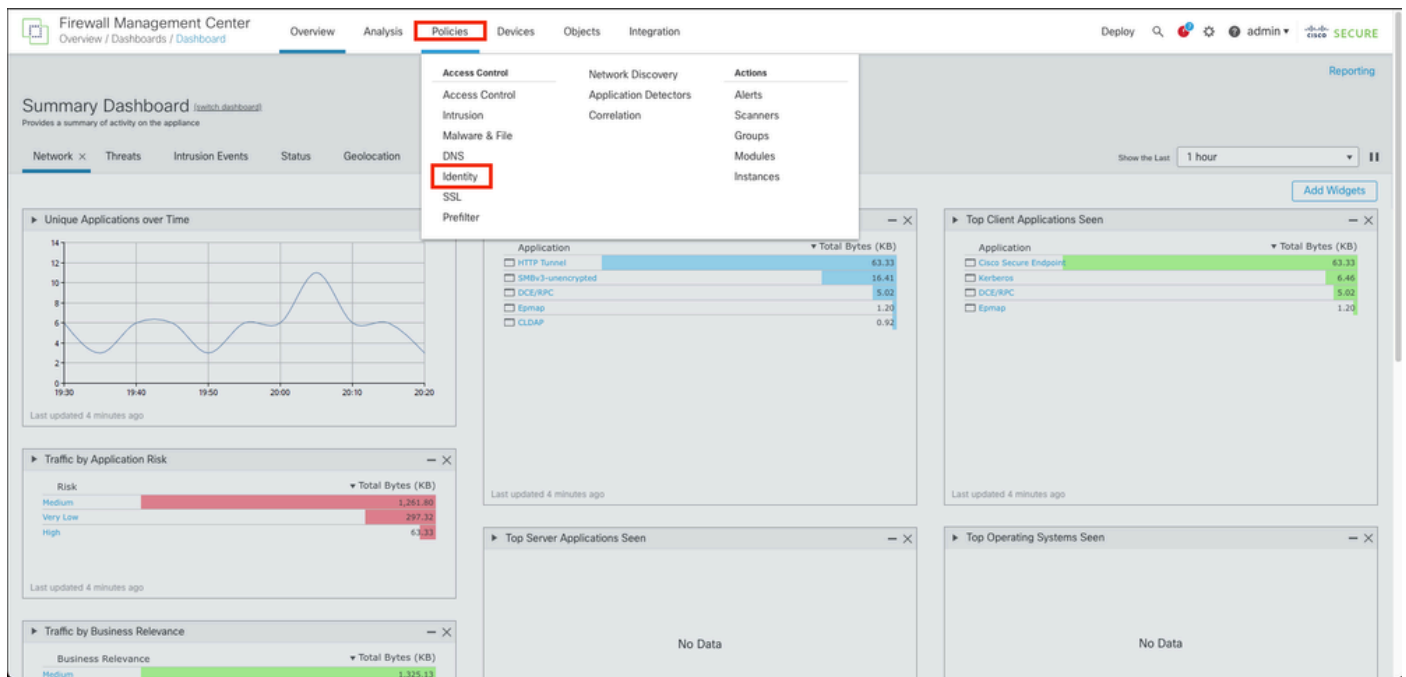 Firewall Management Center
Overview / Dashboards / Dashboard
Overview Analysis Policies Devices Objects Integration
Deploy admin cisco SECURE
Reporting
Access Control
Access Control
Intrusion
Malware & File
DNS
Identity
SSL
Prefilter
Network Discovery
Application Detectors
Correlation
Actions
Alerts
Scanners
Groups
Modules
Instances
Summary Dashboard (switch dashboard)
Provides a summary of activity on the appliance
Network × Threats Intrusion Events Status Geolocation
Show the Last 1 hour
Add Widgets
Unique Applications over Time
14
12
10
8
6
4
2
0
19:30 19:40 19:50 20:00 20:10 20:20
Last updated 4 minutes ago
Application Total Bytes (KB)
HTTP Tunnel 63.33
SMBv3-unencrypted 16.41
DCE/RPC 5.02
Epmap 1.20
CLDAP 0.92
Last updated 4 minutes ago
Top Client Applications Seen
Application Total Bytes (KB)
Cisco Secure Endpoint 63.33
Kerberos 6.46
DCE/RPC 5.02
Epmap 1.20
Last updated 4 minutes ago
Traffic by Application Risk
Risk Total Bytes (KB)
Medium 1,261.60
Very Low 297.32
High 63.33
Last updated 4 minutes ago
Top Server Applications Seen
No Data
Top Operating Systems Seen
No Data
Traffic by Business Relevance
Business Relevance Total Bytes (KB)
Medium 1,325.13